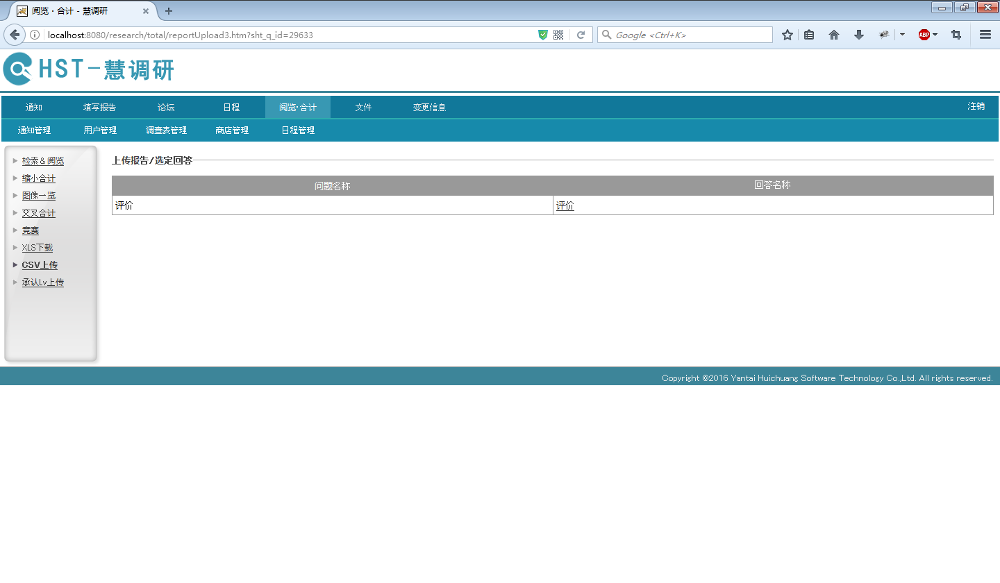 阅览·合计 - 慧调研
localhost:8080/research/total/reportUpload3.htm?sht_q_id=29633
Google <Ctrl+K>
ABP
HST-慧调研
通知 填写报告 论坛 日程 阅览·合计 文件 变更信息 注销
通知管理 用户管理 调查表管理 商店管理 日程管理
检索＆阅览
缩小合计
图像一览
交叉合计
竞赛
XLS下载
CSV上传
承认Lv上传
上传报告/选定回答
问题名称 回答名称
评价 评价
Copyright ©2016 Yantai Huichuang Software Technology Co.,Ltd. All rights reserved.